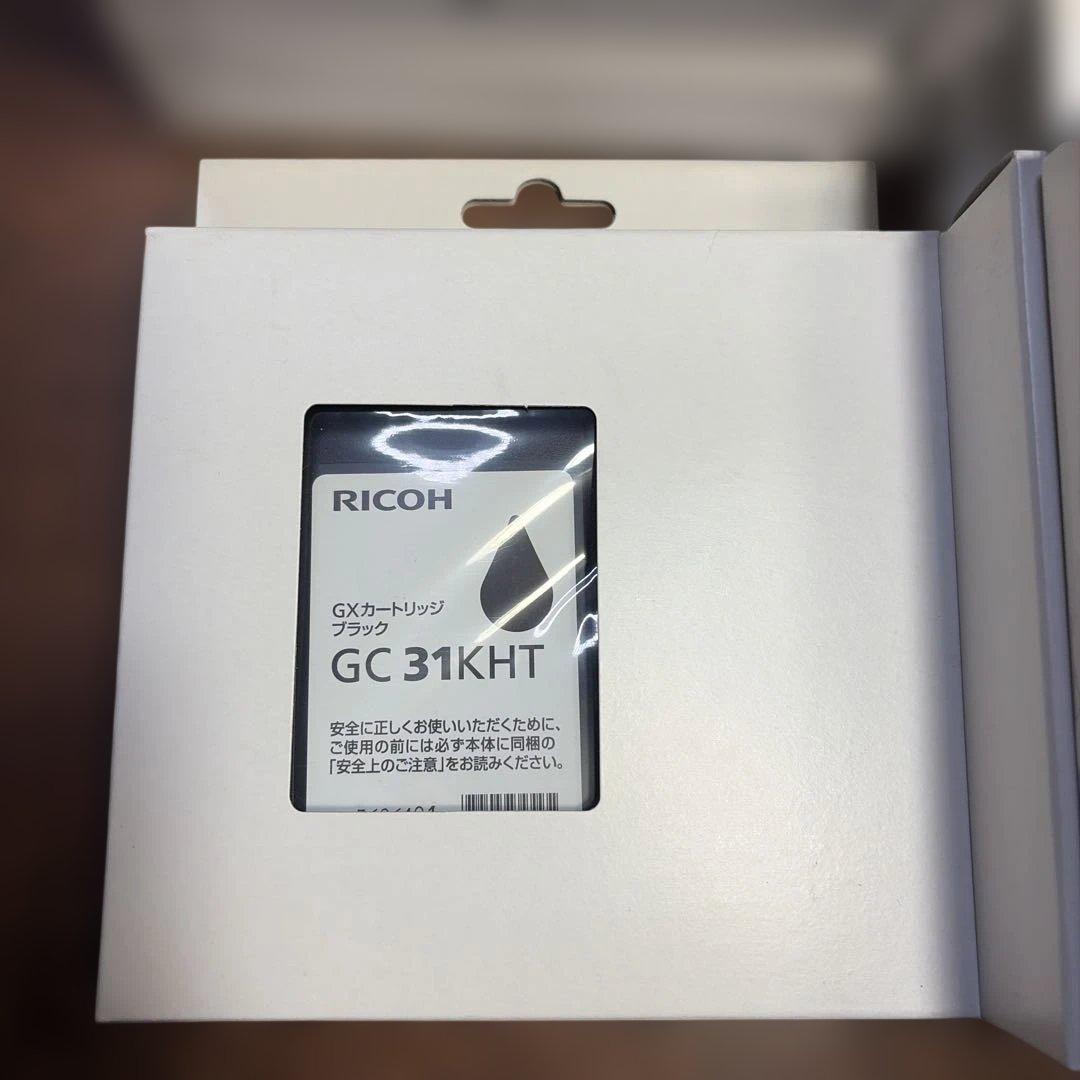 RICOH
GXカートリッジ
ブラック
GC 31KHT
安全に正しくお使いいただくために、
ご使用の前には必ず本体に同梱の
「安全上のご注意」をお読みください。